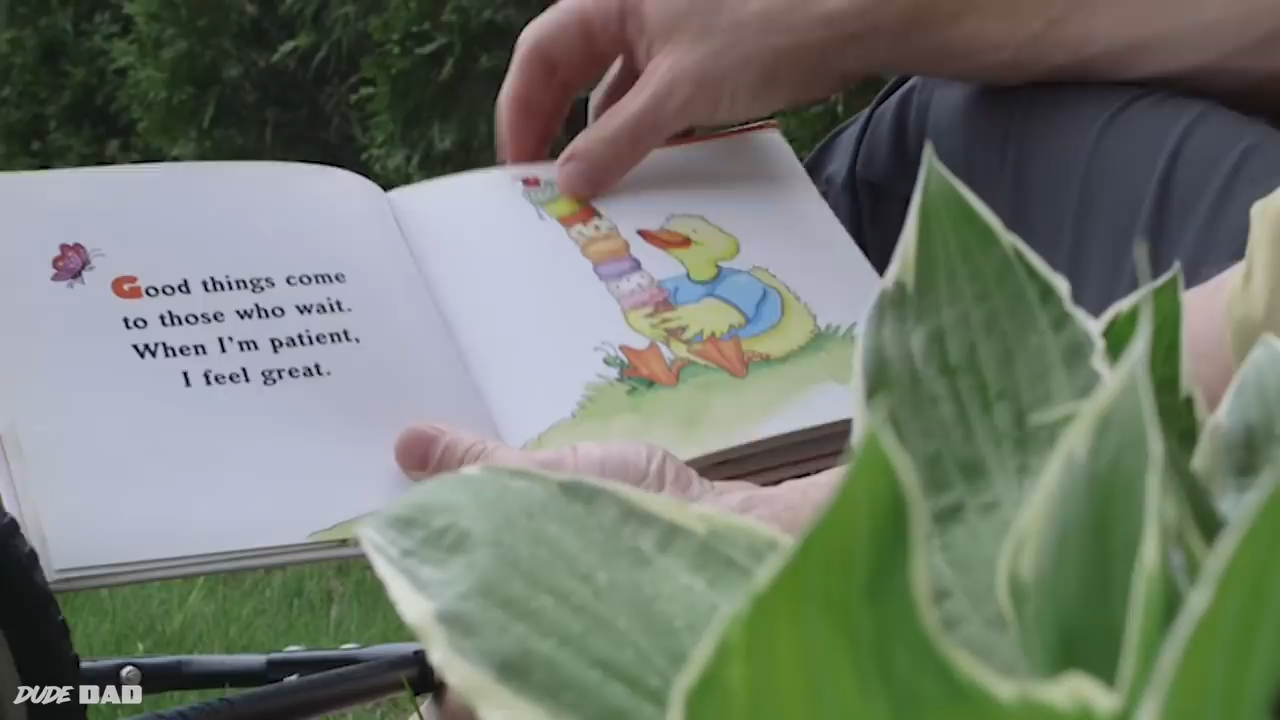 Good things come
to those who wait.
When I'm patient,
I feel great.
DUDE DAD